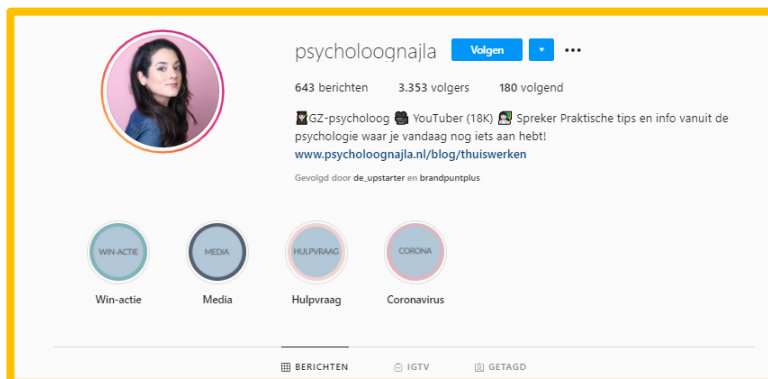 psycholoognajla Volgen
643 berichten 3.353 volgers 180 volgend
GZ-psycholoog YouTuber (18K) Spreker Praktische tips en info vanuit de
psychologie waar je vandaag nog iets aan hebt!
www.psycholoognajla.nl/blog/thuiswerken
Gevolgd door de_upstarter en brandpuntplus
WIN-ACTIE MEDIA HULPVRAAG CORONA
Win-actie Media Hulpvraag Coronavirus
BERICHTEN IGTV GETAGD